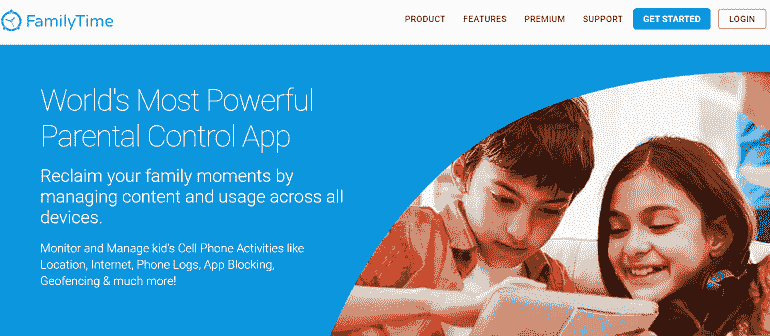 FamilyTime
PRODUCT FEATURES PREMIUM SUPPORT GET STARTED LOGIN
World's Most Powerful
Parental Control App
Reclaim your family moments by
managing content and usage across all
devices.
Monitor and Manage kid's Cell Phone Activities like
Location, Internet, Phone Logs, App Blocking,
Geofencing & much more!